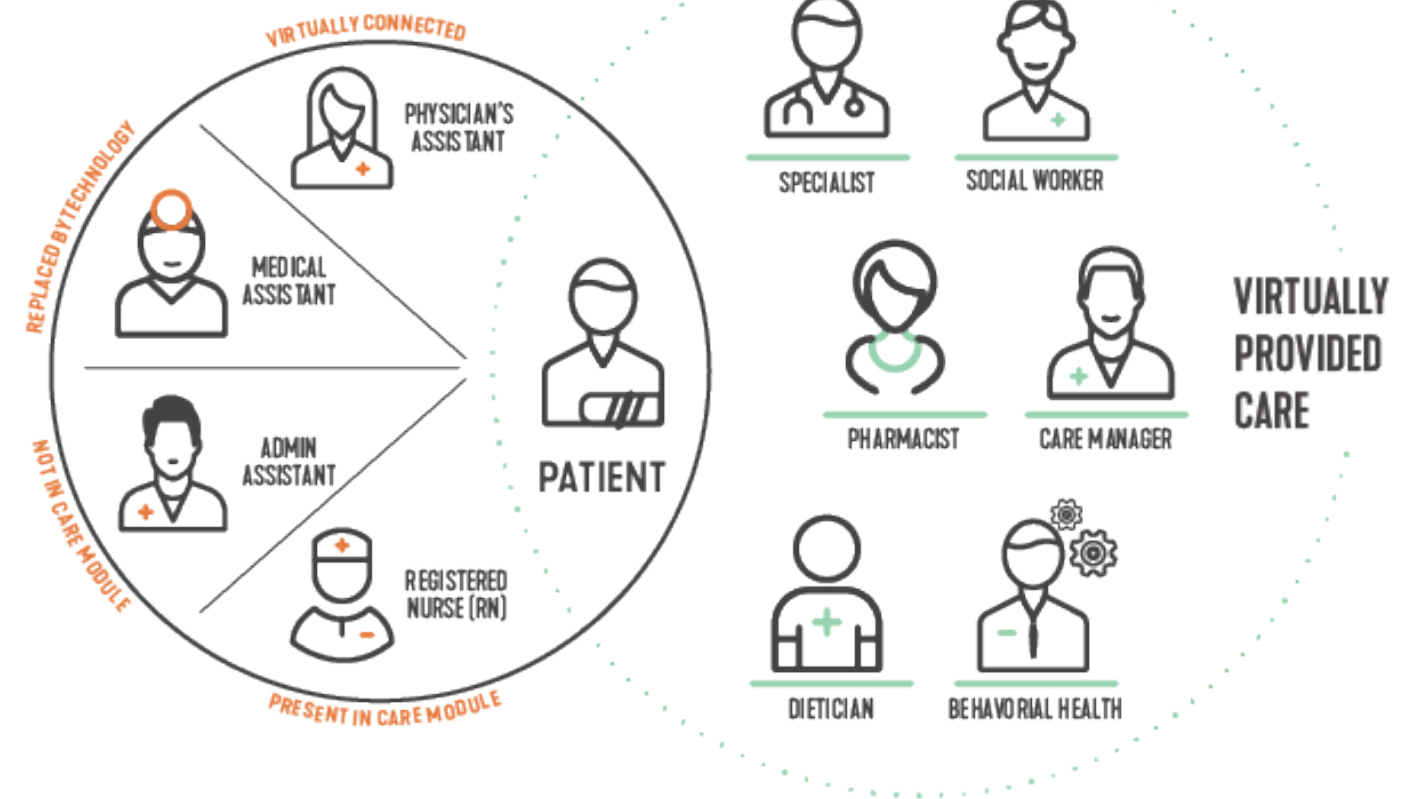 VIRTUALLY CONNECTED
PHYSICIAN'S
ASSISTANT
REPLACED BY TECHNOLOGY
MEDICAL
ASSISTANT
NOT IN CARE MODULE
ADMIN
ASSISTANT
REGISTERED
NURSE (RN)
PRESENT IN CARE MODULE
PATIENT
SPECIALIST
SOCIAL WORKER
PHARMACIST
CARE MANAGER
VIRTUALLY
PROVIDED
CARE
DIETICIAN
BEHAVORIAL HEALTH